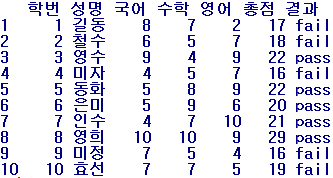 학번 성명 국어 수학 영어 총점 결과
1 1 길동 8 7 2 17 fail
2 2 철수 6 5 7 18 fail
3 3 영수 9 4 9 22 pass
4 4 미자 4 5 7 16 fail
5 5 동화 5 8 9 22 pass
6 6 은미 5 9 6 20 pass
7 7 인수 4 7 10 21 pass
8 8 영희 10 10 9 29 pass
9 9 미정 7 5 4 16 fail
10 10 효선 7 7 5 19 fail